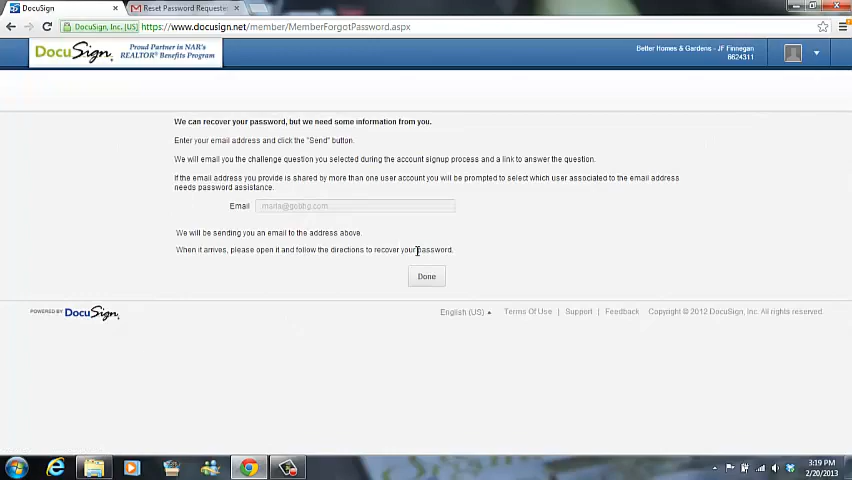 DocuSign
Reset Password Requeste
https://www.docusign.net/member/MemberForgotPassword.aspx
DocuSign, Inc. [US]
DocuSign. Proud Partner in NAR's
REALTOR® Benefits Program
Better Homes & Gardens - JF Finnegan
6624311
We can recover your password, but we need some information from you.
Enter your email address and click the "Send" button.
We will email you the challenge question you selected during the account signup process and a link to answer the question.
If the email address you provide is shared by more than one user account you will be prompted to select which user associated to the email address
needs password assistance.
Email maria@gobhg.com
We will be sending you an email to the address above.
When it arrives, please open it and follow the directions to recover your password.
Done
POWERED BY DocuSign.
English (US) Terms Of Use | Support | Feedback Copyright © 2012 DocuSign, Inc. All rights reserved.
3:19 PM
2/20/2013